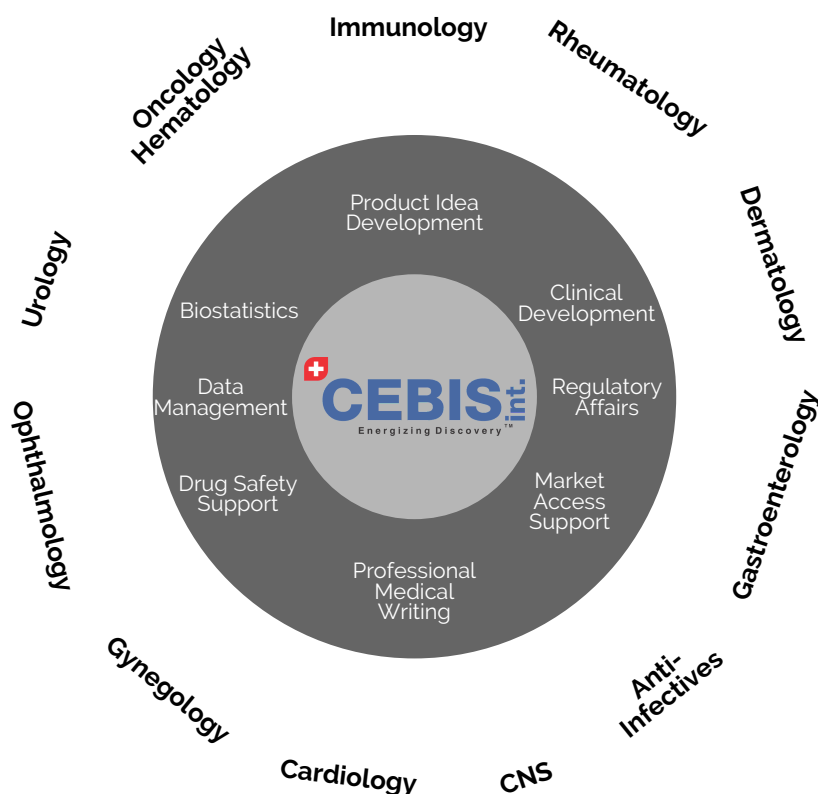 Immunology
Rheumatology
Dermatology
Gastroenterology
Anti-
Infectives
CNS
Cardiology
Gynegology
Ophthalmology
Urology
Oncology
Hematology
Product Idea
Development
Clinical
Development
Regulatory
Affairs
Market
Access
Support
Professional
Medical
Writing
Drug Safety
Support
Data
Management
Biostatistics
CEBIS int.
Energizing Discovery™